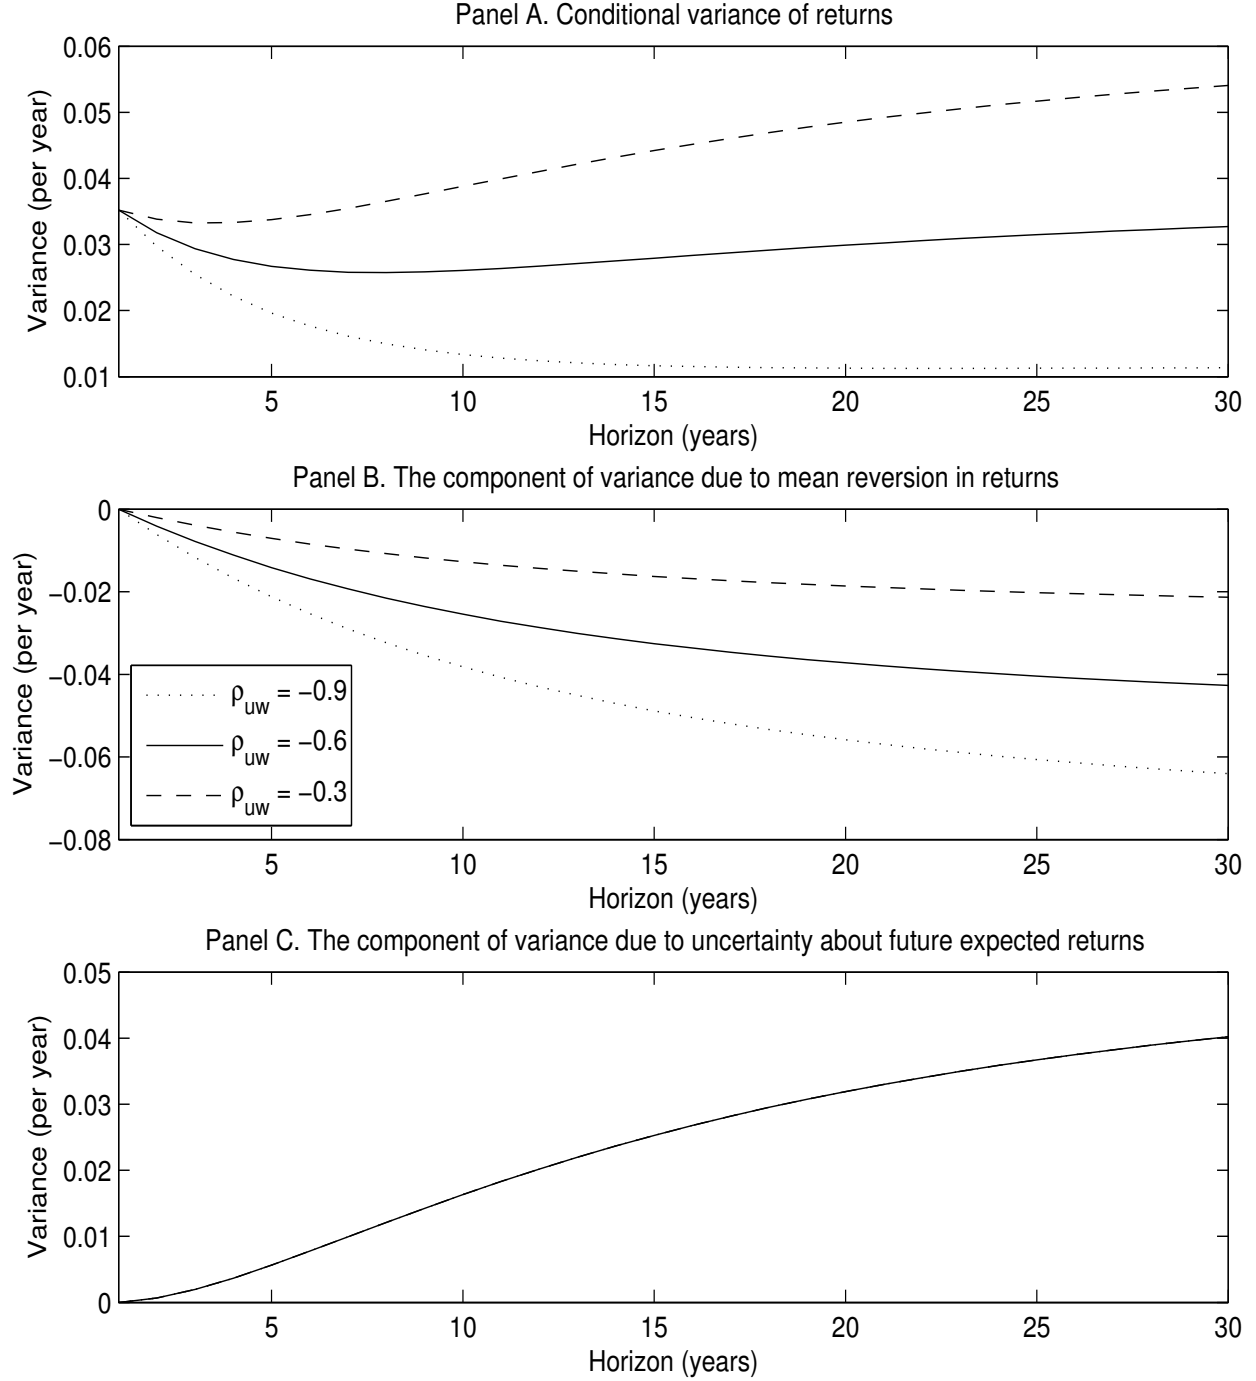 Panel A. Conditional variance of returns
0.06
0.05
0.04
0.03
0.02
0.01
Variance (per year)
5 10 15 20 25 30
Horizon (years)
Panel B. The component of variance due to mean reversion in returns
0
−0.02
−0.04
−0.06
−0.08
Variance (per year)
ρuw = −0.9
ρuw = −0.6
ρuw = −0.3
5 10 15 20 25 30
Horizon (years)
Panel C. The component of variance due to uncertainty about future expected returns
0.05
0.04
0.03
0.02
0.01
0
Variance (per year)
5 10 15 20 25 30
Horizon (years)